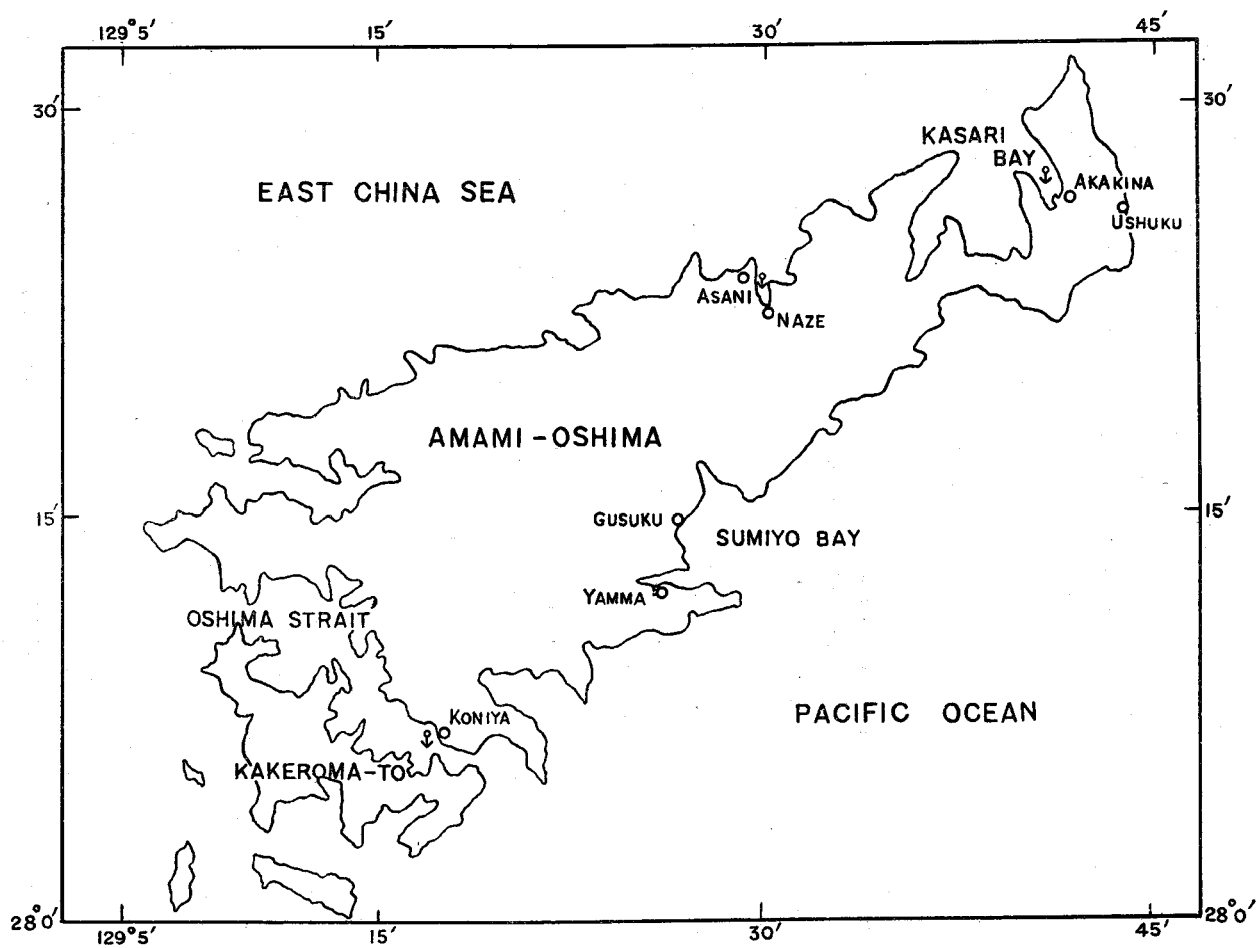 129°5′ 15′ 30′ 45′
30′ 30′
KASARI
BAY
EAST CHINA SEA
AKAKINA
USHUKU
ASANI
NAZE
AMAMI-OSHIMA
15′ 15′
GUSUKU
SUMIYO BAY
YAMMA
OSHIMA STRAIT
PACIFIC OCEAN
KONIYA
KAKEROMA-TO
28°0′ 28°0′
129°5′ 15′ 30′ 45′